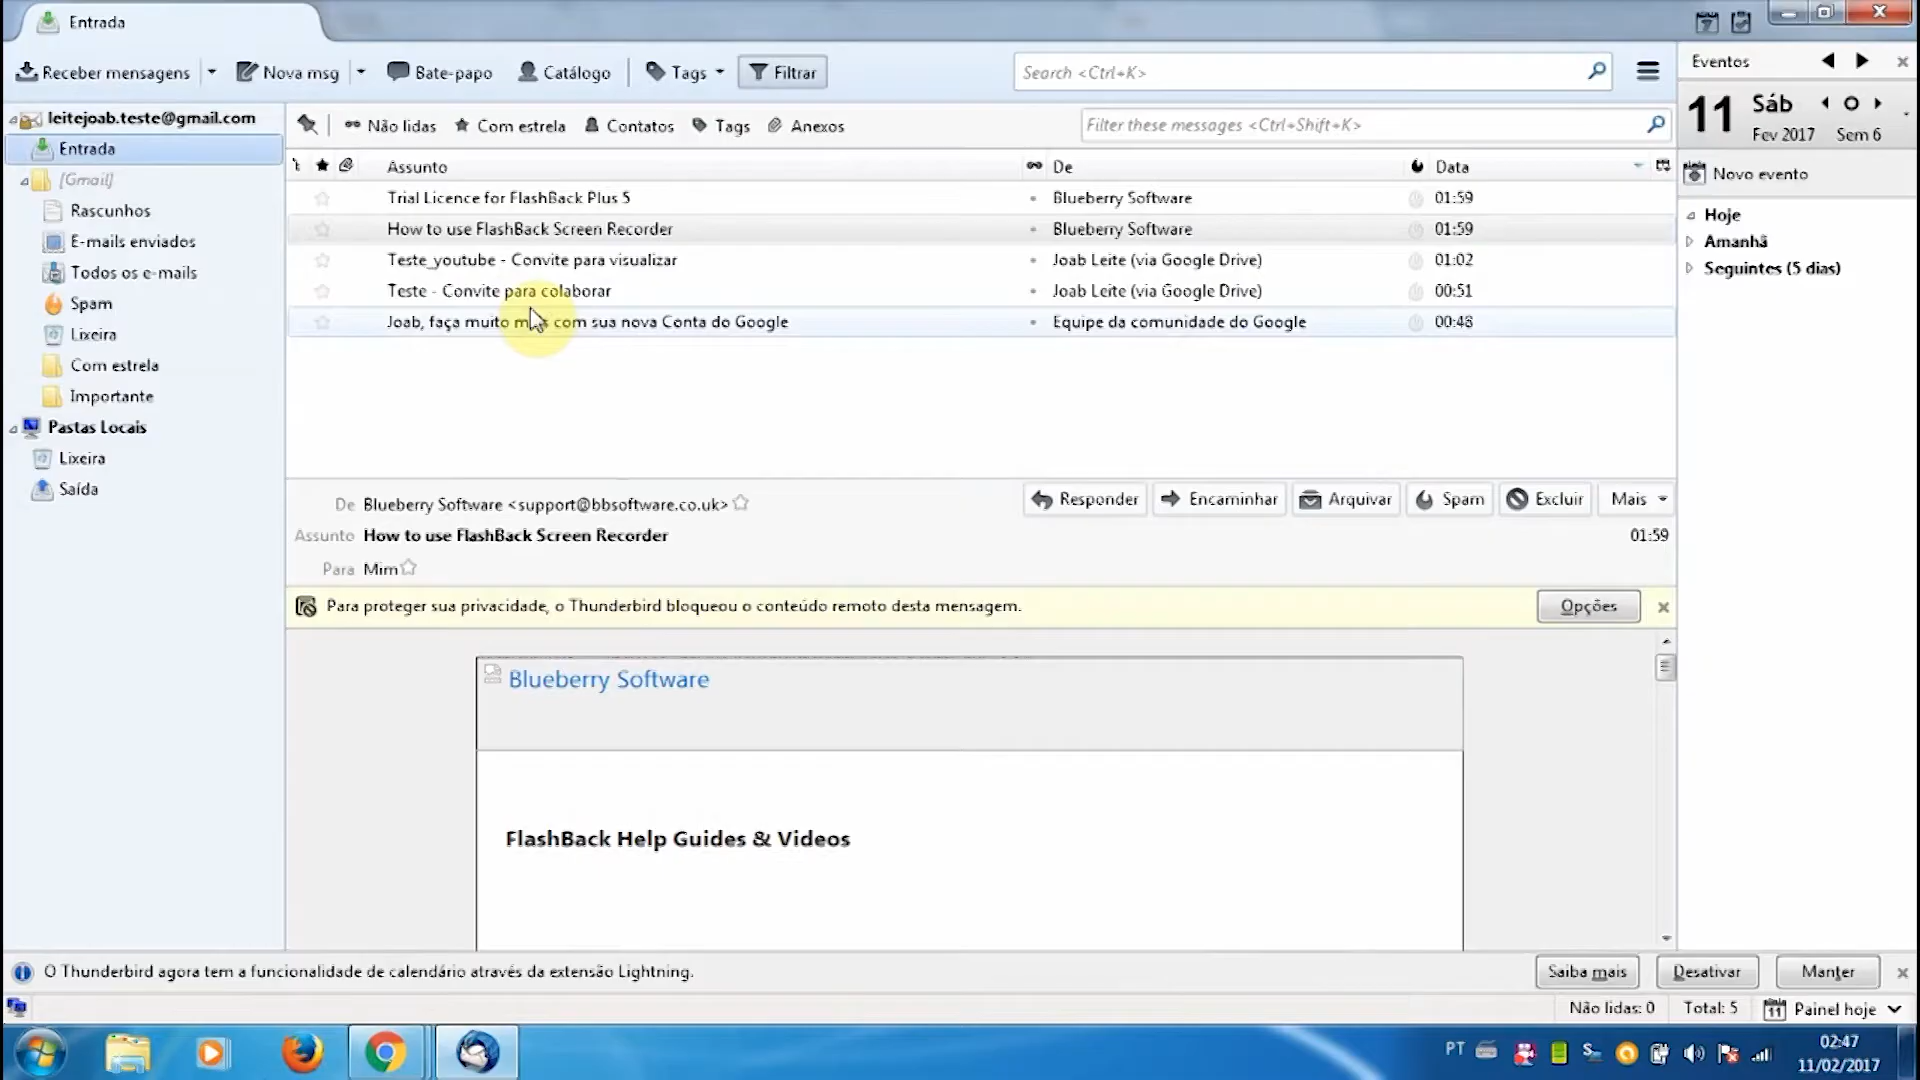 Entrada
Receber mensagens Nova msg Bate-papo Catálogo Tags Filtrar Search <Ctrl+K>
Eventos
leitejoab.teste@gmail.com
Entrada
[Gmail]
Rascunhos
E-mails enviados
Todos os e-mails
Spam
Lixeira
Com estrela
Importante
Pastas Locais
Lixeira
Saída
Não lidas Com estrela Contatos Tags Anexos Filter these messages <Ctrl+Shift+K>
Assunto De Data
Trial Licence for FlashBack Plus 5 Blueberry Software 01:59
How to use FlashBack Screen Recorder Blueberry Software 01:59
Teste_youtube - Convite para visualizar Joab Leite (via Google Drive) 01:02
Teste - Convite para colaborar Joab Leite (via Google Drive) 00:51
Joab, faça muito mais com sua nova Conta do Google Equipe da comunidade do Google 00:48
11 Sáb
Fev 2017 Sem 6
Novo evento
Hoje
Amanhã
Seguintes (5 dias)
De Blueberry Software <support@bbsoftware.co.uk> Responder Encaminhar Arquivar Spam Excluir Mais
Assunto How to use FlashBack Screen Recorder 01:59
Para Mim
Para proteger sua privacidade, o Thunderbird bloqueou o conteúdo remoto desta mensagem. Opções
Blueberry Software
FlashBack Help Guides & Videos
O Thunderbird agora tem a funcionalidade de calendário através da extensão Lightning. Saiba mais Desativar Manter
Não lidas: 0 Total: 5 11 Painel hoje
PT 02:47
11/02/2017